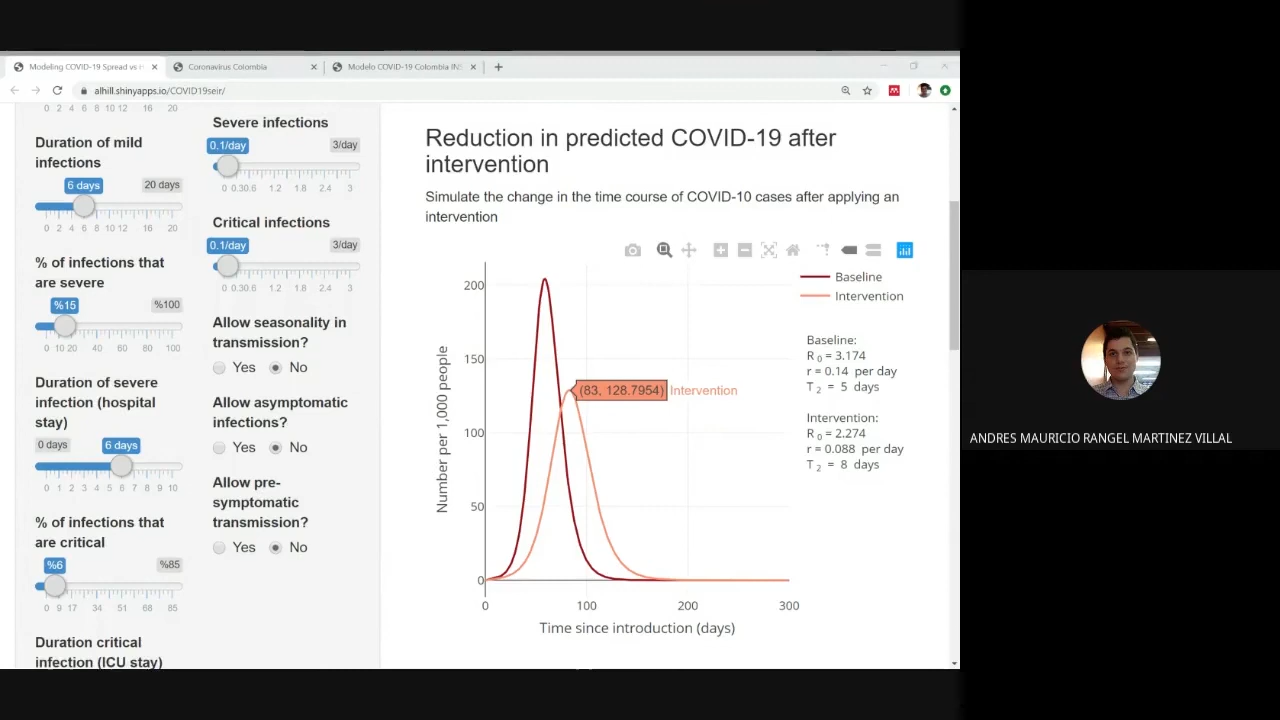 Modeling COVID-19 Spread vs
Coronavirus Colombia
Modelo COVID-19 Colombia INS
alhill.shinyapps.io/COVID19seir/
0 2 4 6 8 10 12 16 20
Duration of mild
infections
6 days
20 days
0 2 4 6 8 10 12 16 20
% of infections that
are severe
%15
%100
0 10 20 40 60 80 100
Duration of severe
infection (hospital
stay)
0 days
6 days
0 1 2 3 4 5 6 7 8 10
% of infections that
are critical
%6
%85
0 9 17 34 51 68 85
Duration critical
infection (ICU stay)
Severe infections
0.1/day
3/day
0 0.30.6 1.2 1.8 2.4 3
Critical infections
0.1/day
3/day
0 0.30.6 1.2 1.8 2.4 3
Allow seasonality in
transmission?
Yes No
Allow asymptomatic
infections?
Yes No
Allow pre-
symptomatic
transmission?
Yes No
Reduction in predicted COVID-19 after
intervention
Simulate the change in the time course of COVID-10 cases after applying an
intervention
Number per 1,000 people
200
150
100
50
0
0 100 200 300
Time since introduction (days)
(83, 128.7954) Intervention
Baseline
Intervention
Baseline:
R 0 = 3.174
r = 0.14 per day
T 2 = 5 days
Intervention:
R 0 = 2.274
r = 0.088 per day
T 2 = 8 days
ANDRES MAURICIO RANGEL MARTINEZ VILLAL